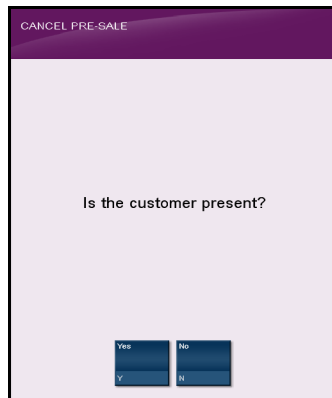 CANCEL PRE-SALE
Is the customer present?
Yes No
Y N